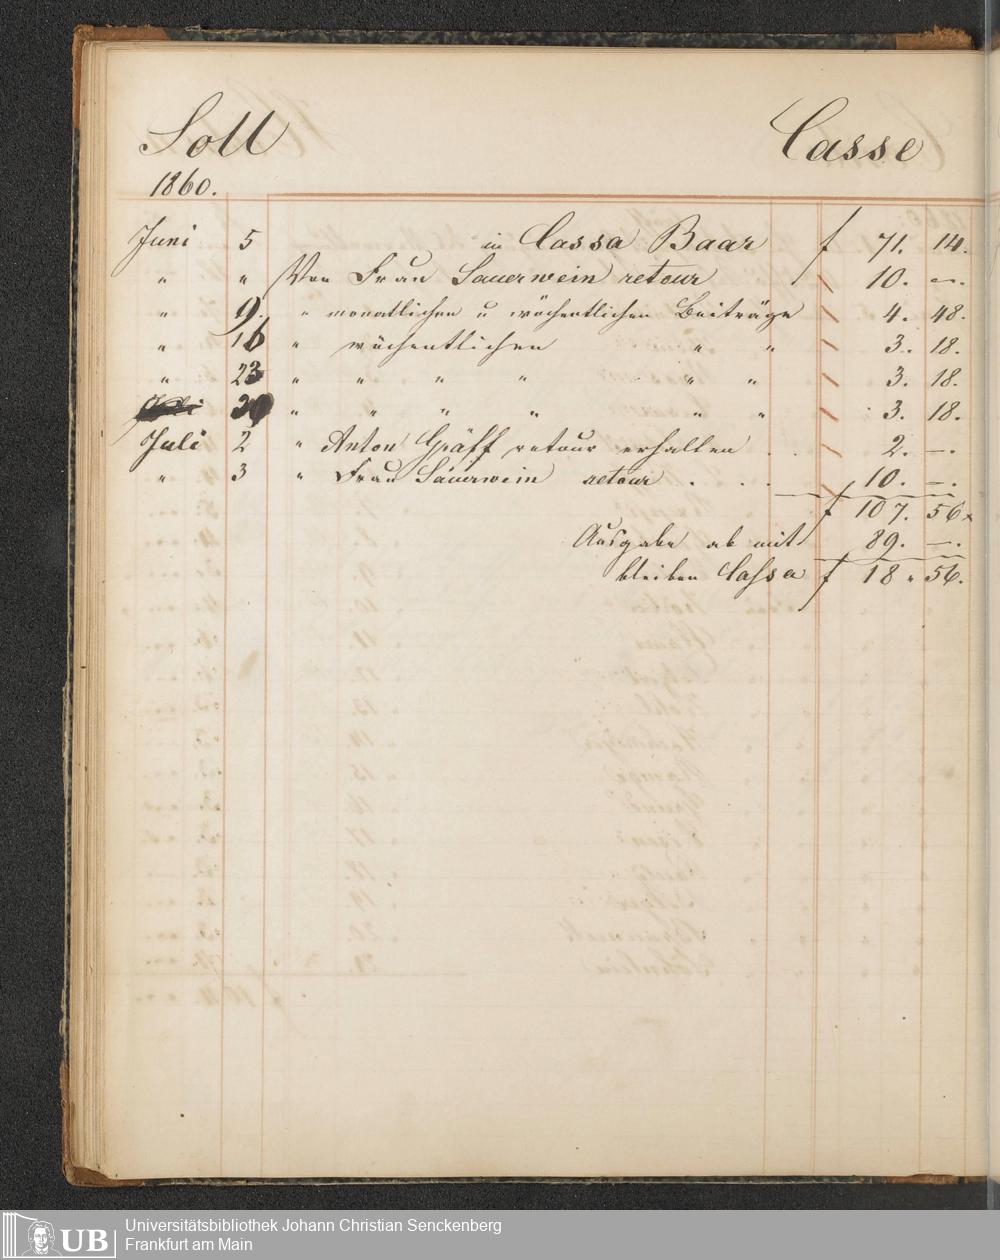 Soll Casse
1860.
Juni 5 in Cassa Baar f 71. 14.
" " Von Frau Sauerwein retour 10. —.
" 9. " monatlichen u wöchentlichen Beiträge 4. 48.
" 16 " wöchentlichen " " 3. 18.
" 23 " " " " " " 3. 18.
" " " " " " 3. 18.
Juli 2 " Anton Gräff retour erhalten . . 2. —.
" 3 " Frau Sauerwein retour . . . 10. —.
f 107. 56x
Ausgabe ab mit 89. —.
bleiben Cassa f 18 " 56.
Universitätsbibliothek Johann Christian Senckenberg
Frankfurt am Main
UB